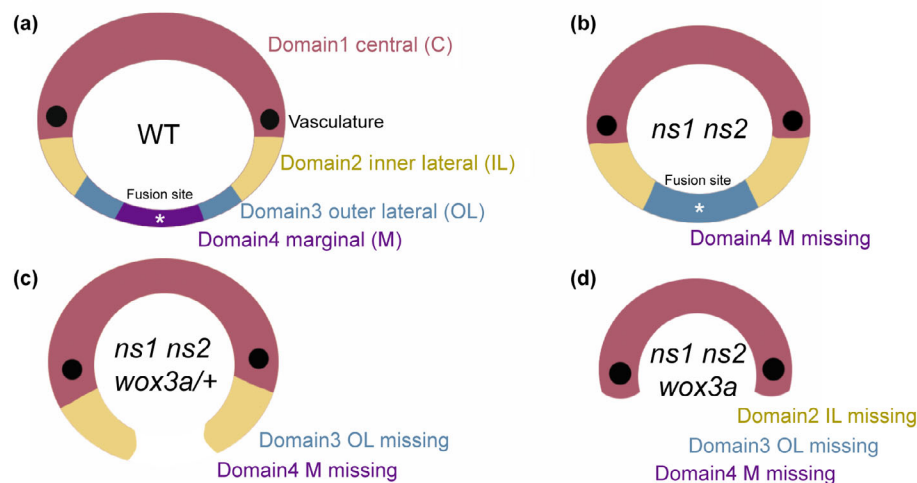 (a)
Domain1 central (C)
WT
Vasculature
Domain2 inner lateral (IL)
Fusion site
*
Domain3 outer lateral (OL)
Domain4 marginal (M)
(b)
ns1 ns2
Fusion site
*
Domain4 M missing
(c)
ns1 ns2
wox3a/+
Domain3 OL missing
Domain4 M missing
(d)
ns1 ns2
wox3a
Domain2 IL missing
Domain3 OL missing
Domain4 M missing